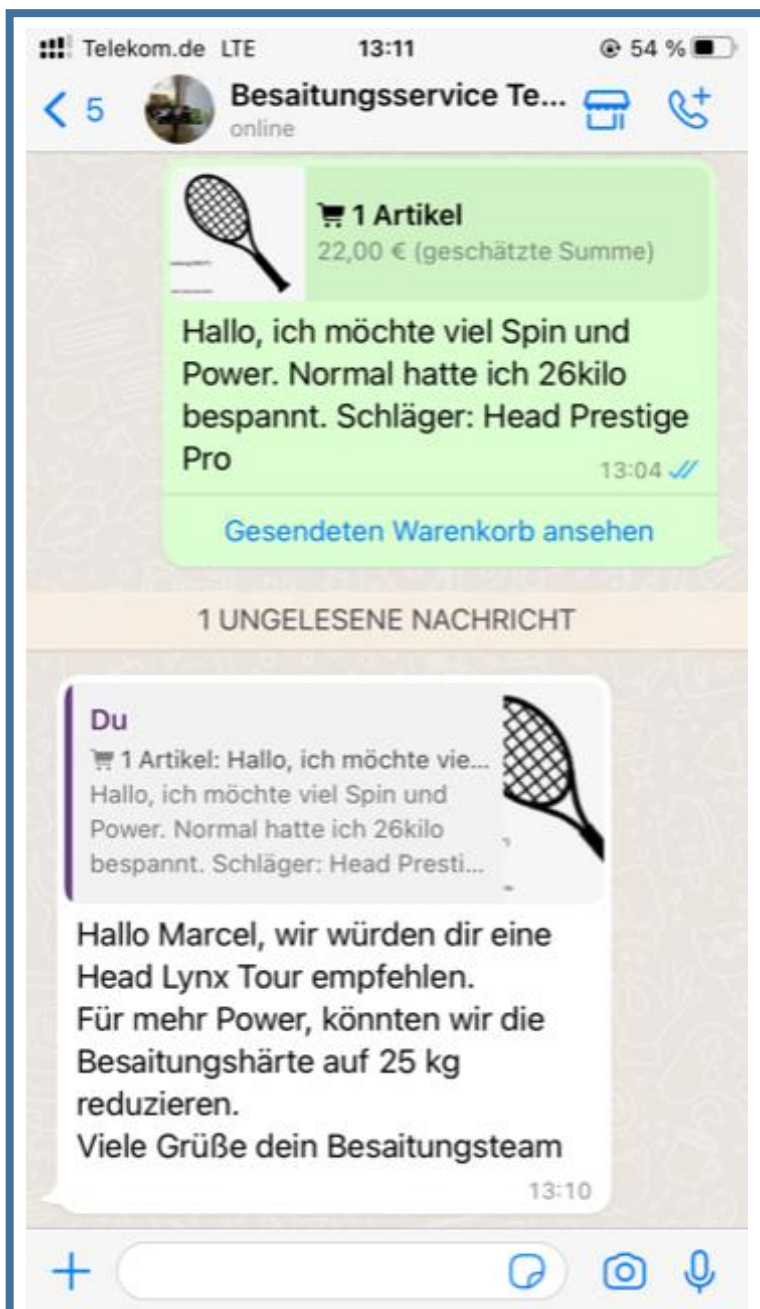 Telekom.de LTE 13:11 54 %
5 Besaitungsservice Te...
online
1 Artikel
22,00 € (geschätzte Summe)
Hallo, ich möchte viel Spin und
Power. Normal hatte ich 26kilo
bespannt. Schläger: Head Prestige
Pro
13:04
Gesendeten Warenkorb ansehen
1 UNGELESENE NACHRICHT
Du
1 Artikel: Hallo, ich möchte vie...
Hallo, ich möchte viel Spin und
Power. Normal hatte ich 26kilo
bespannt. Schläger: Head Presti...
Hallo Marcel, wir würden dir eine
Head Lynx Tour empfehlen.
Für mehr Power, könnten wir die
Besaitungshärte auf 25 kg
reduzieren.
Viele Grüße dein Besaitungsteam
13:10